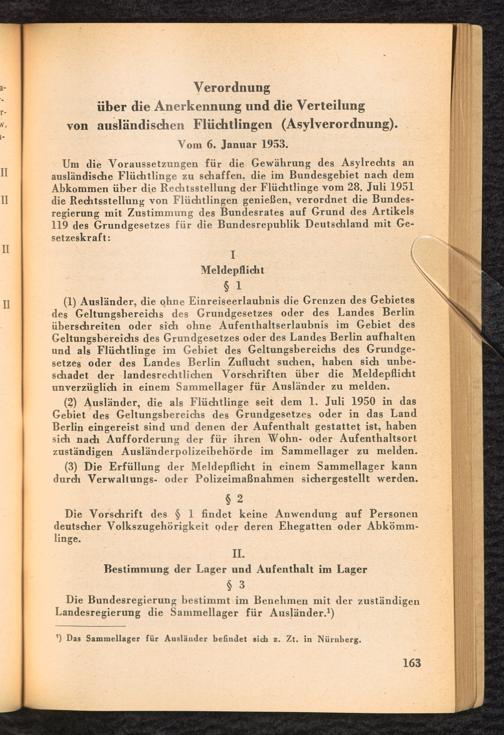 Verordnung
über die Anerkennung und die Verteilung
von ausländischen Flüchtlingen (Asylverordnung).
Vom 6. Januar 1953.
Um die Voraussetzungen für die Gewährung des Asylrechts an
ausländische Flüchtlinge zu schaffen, die im Bundesgebiet nach dem
Abkommen über die Rechtsstellung der Flüchtlinge vom 28. Juli 1951
die Rechtsstellung von Flüchtlingen genießen, verordnet die Bundes-
regierung mit Zustimmung des Bundesrats auf Grund des Artikels
119 des Grundgesetzes für die Bundesrepublik Deutschland mit Ge-
setzeskraft:
I
Meldepflicht
§ 1
(1) Ausländer, die ohne Einreiseerlaubnis die Grenzen des Gebietes
des Geltungsbereichs des Grundgesetzes oder des Landes Berlin
überschreiten oder sich ohne Aufenthaltserlaubnis im Gebiet des
Geltungsbereichs des Grundgesetzes oder des Landes Berlin aufhalten
und als Flüchtlinge im Gebiet des Geltungsbereichs des Grundge-
setzes oder des Landes Berlin Zuflucht suchen, haben sich unbe-
schadet der landesrechtlichen Vorschriften über die Meldepflicht
unverzüglich in einem Sammellager für Ausländer zu melden.
(2) Ausländer, die als Flüchtlinge seit dem 1. Juli 1950 in das
Gebiet des Geltungsbereichs des Grundgesetzes oder in das Land
Berlin eingereist sind und denen der Aufenthalt gestattet ist, haben
sich nach Aufforderung der für ihren Wohn- oder Aufenthaltsort
zuständigen Ausländerpolizeibehörde im Sammellager zu melden.
(3) Die Erfüllung der Meldepflicht in einem Sammellager kann
durch Verwaltungs- oder Polizeimaßnahmen sichergestellt werden.
§ 2
Die Vorschrift des § 1 findet keine Anwendung auf Personen
deutscher Volkszugehörigkeit oder deren Ehegatten oder Abkömm-
linge.
II.
Bestimmung der Lager und Aufenthalt im Lager
§ 3
Die Bundesregierung bestimmt im Benehmen mit der zuständigen
Landesregierung die Sammellager für Ausländer.¹)
¹) Das Sammellager für Ausländer befindet sich z. Zt. in Nürnberg.
163
II
II
II
II